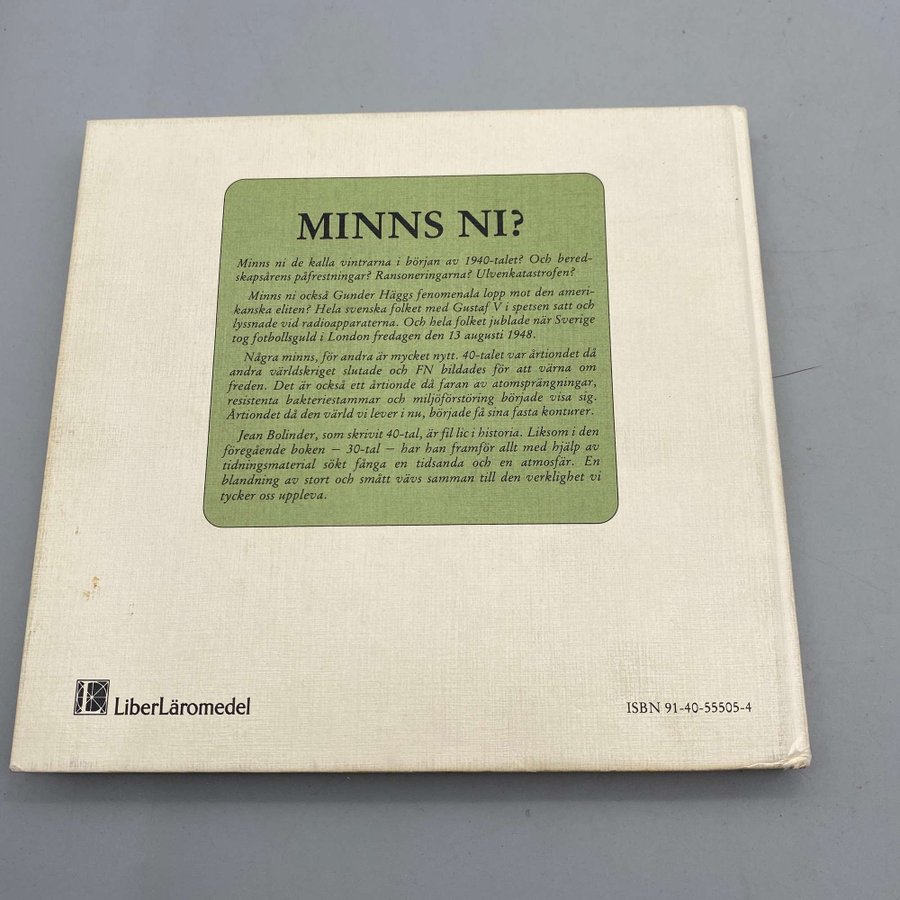 MINNS NI?
Minns ni de kalla vintrarna i början av 1940-talet? Och bered-
skapsårens påfrestningar? Ransoneringarna? Ulvenkatastrofen?
Minns ni också Gunder Häggs fenomenala lopp mot den ameri-
kanska eliten? Hela svenska folket med Gustaf V i spetsen satt och
lyssnade vid radioapparaterna. Och hela folket jublade när Sverige
tog fotbollsguld i London fredagen den 13 augusti 1948.
Några minns, för andra är mycket nytt. 40-talet var årtiondet då
andra världskriget slutade och FN bildades för att värna om
freden. Det är också ett årtionde då faran av atomsprängningar,
resistenta bakteriestammar och miljöförstöring började visa sig.
Årtiondet då den värld vi lever i nu, började få sina fasta konturer.
Jean Bolinder, som skrivit 40-tal, är fil lic i historia. Liksom i den
föregående boken – 30-tal – har han framför allt med hjälp av
tidningsmaterial sökt fånga en tidsanda och en atmosfär. En
blandning av stort och smått vävs samman till den verklighet vi
tycker oss uppleva.
LiberLäromedel
ISBN 91-40-55505-4